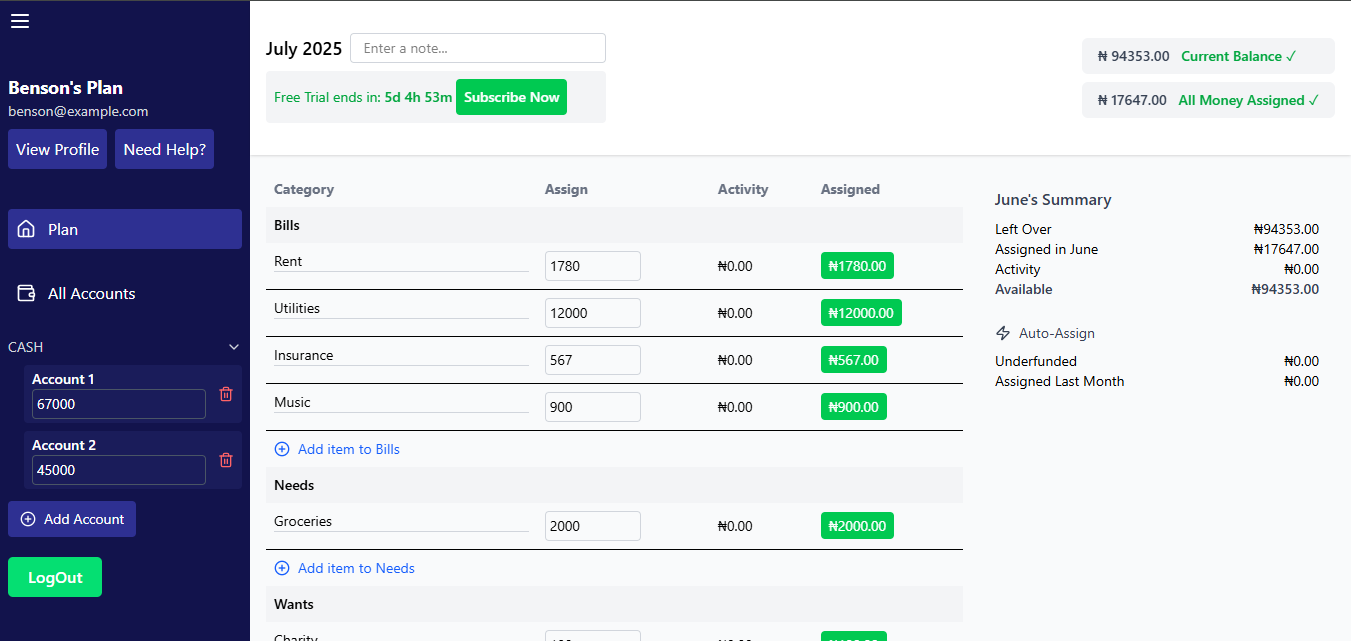 Benson's Plan
benson@example.com
View Profile Need Help?
Plan
All Accounts
CASH
Account 1
67000
Account 2
45000
Add Account
LogOut
July 2025 Enter a note...
Free Trial ends in: 5d 4h 53m Subscribe Now
₦ 94353.00 Current Balance ✓
₦ 17647.00 All Money Assigned ✓
Category Assign Activity Assigned
Bills
Rent 1780 ₦0.00 ₦1780.00
Utilities 12000 ₦0.00 ₦12000.00
Insurance 567 ₦0.00 ₦567.00
Music 900 ₦0.00 ₦900.00
Add item to Bills
Needs
Groceries 2000 ₦0.00 ₦2000.00
Add item to Needs
Wants
Charity
June's Summary
Left Over ₦94353.00
Assigned in June ₦17647.00
Activity ₦0.00
Available ₦94353.00
Auto-Assign
Underfunded ₦0.00
Assigned Last Month ₦0.00